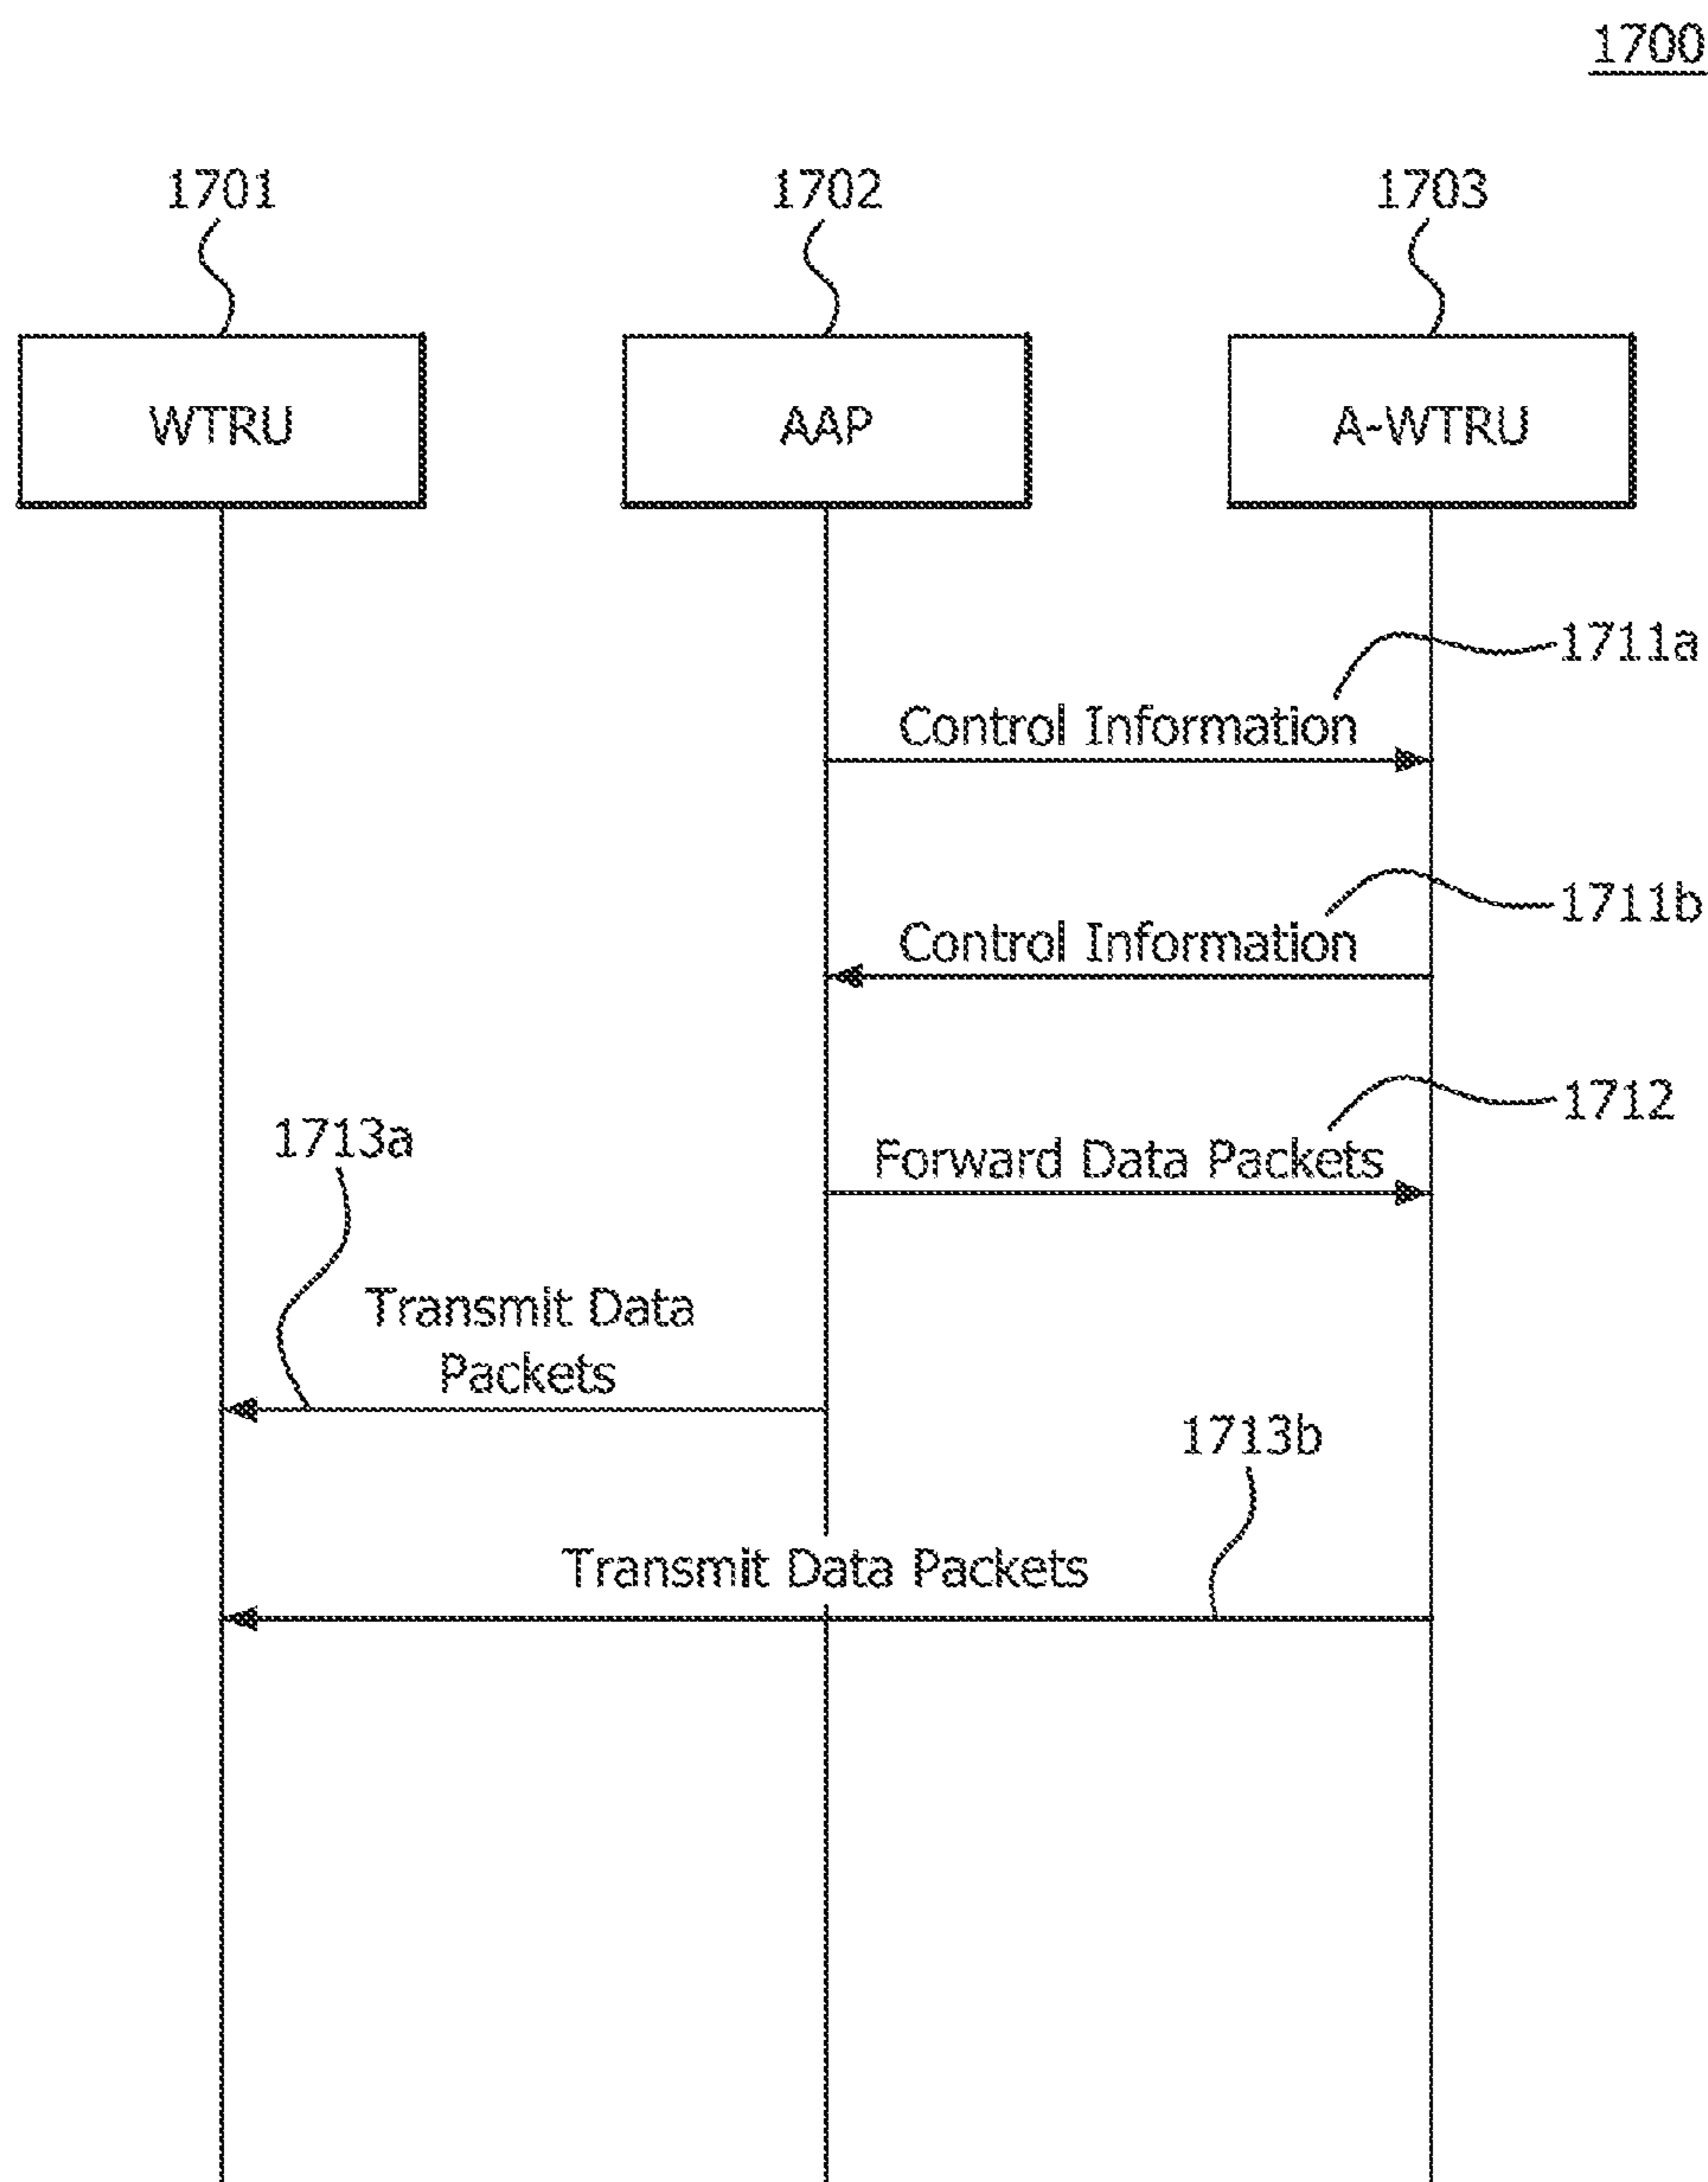 1700
1701
1702
1703
WTRU
AAP
A-WTRU
1711a
Control Information
1711b
Control Information
1712
Forward Data Packets
1713a
Transmit Data
Packets
1713b
Transmit Data Packets